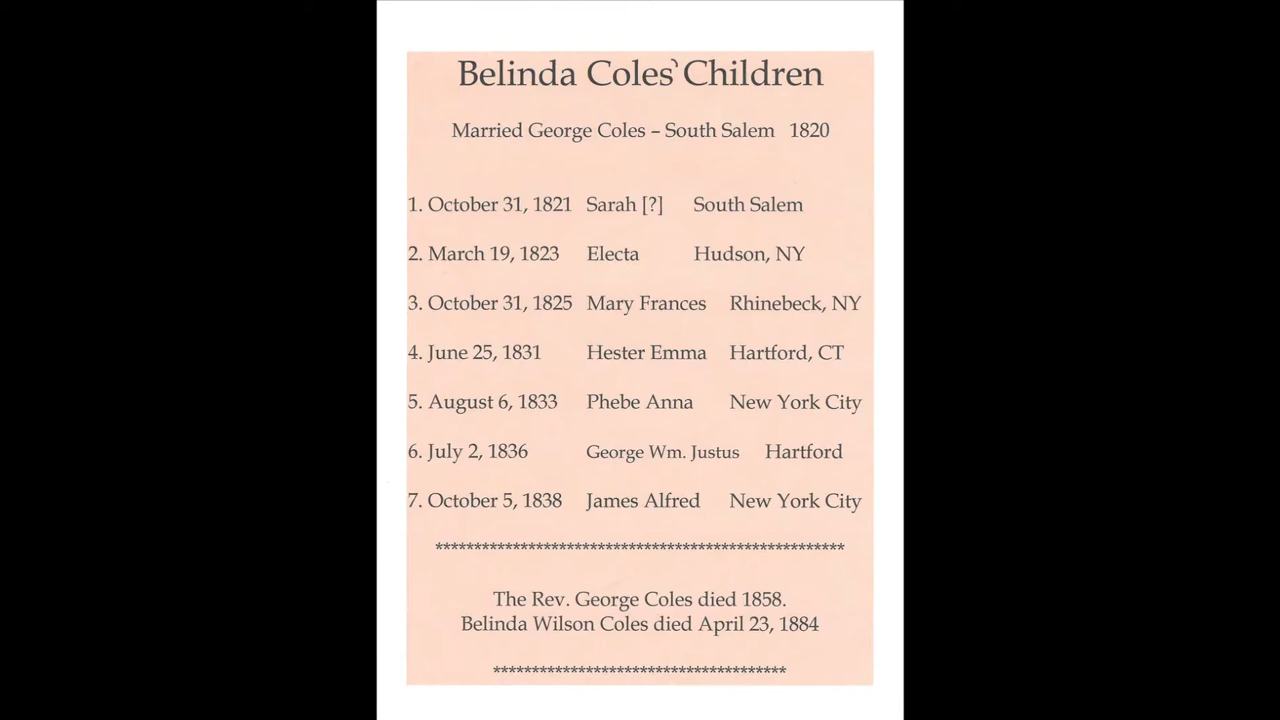 Belinda Coles` Children
Married George Coles – South Salem 1820
1. October 31, 1821 Sarah [?] South Salem
2. March 19, 1823 Electa Hudson, NY
3. October 31, 1825 Mary Frances Rhinebeck, NY
4. June 25, 1831 Hester Emma Hartford, CT
5. August 6, 1833 Phebe Anna New York City
6. July 2, 1836 George Wm. Justus Hartford
7. October 5, 1838 James Alfred New York City
*****************************************************
The Rev. George Coles died 1858.
Belinda Wilson Coles died April 23, 1884
**************************************